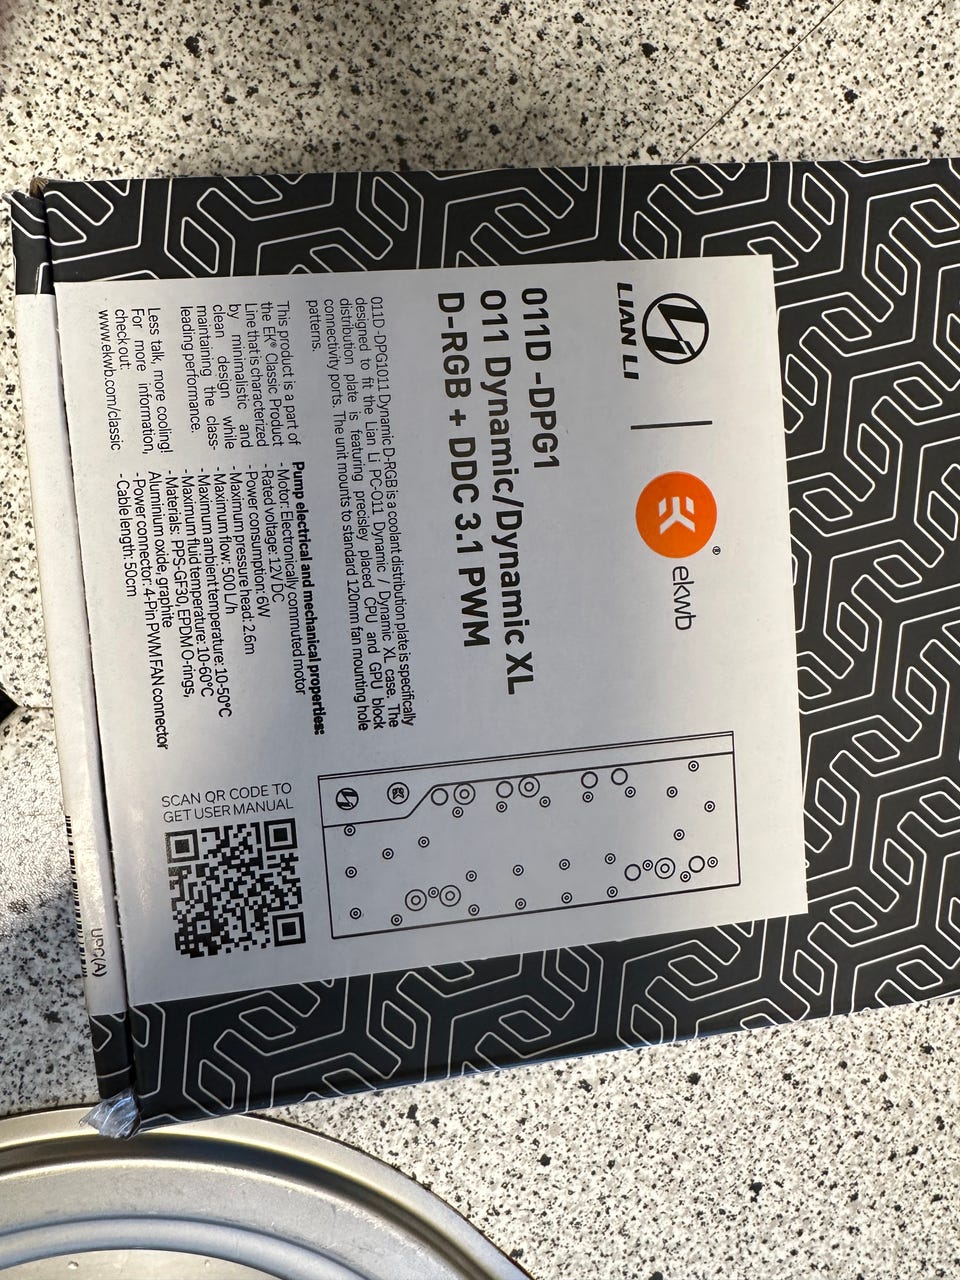 LIAN LI
ekwb®
011D -DPG1
O11 Dynamic/Dynamic XL
D-RGB + DDC 3.1 PWM
011D-DPG1011 Dynamic D-RGB is a coolant distribution plate is specifically
designed to fit the Lian Li PC-O11 Dynamic / Dynamic XL case. The
distribution plate is featuring precisley placed CPU and GPU block
connectivity ports. The unit mounts to standard 120mm fan mounting hole
patterns.
This product is a part of
the EK® Classic Product
Line that is characterized
by minimalistic and
clean design while
maintaining the class-
leading performance.
Less talk, more cooling!
For more information,
check out:
www.ekwb.com/classic
Pump electrical and mechanical properties:
-Motor: Electronically commuted motor
-Rated voltage: 12V DC
-Power consumption: 6W
-Maximum pressure head: 2.6m
-Maximum flow: 500 L/h
-Maximum ambient temperature: 10-50°C
-Maximum fluid temperature: 10-60°C
-Materials: PPS-GF30, EPDM O-rings,
Aluminium oxide, graphite
-Power connector: 4-Pin PWM FAN connector
-Cable length: 50cm
SCAN QR CODE TO
GET USER MANUAL
UPC(A)